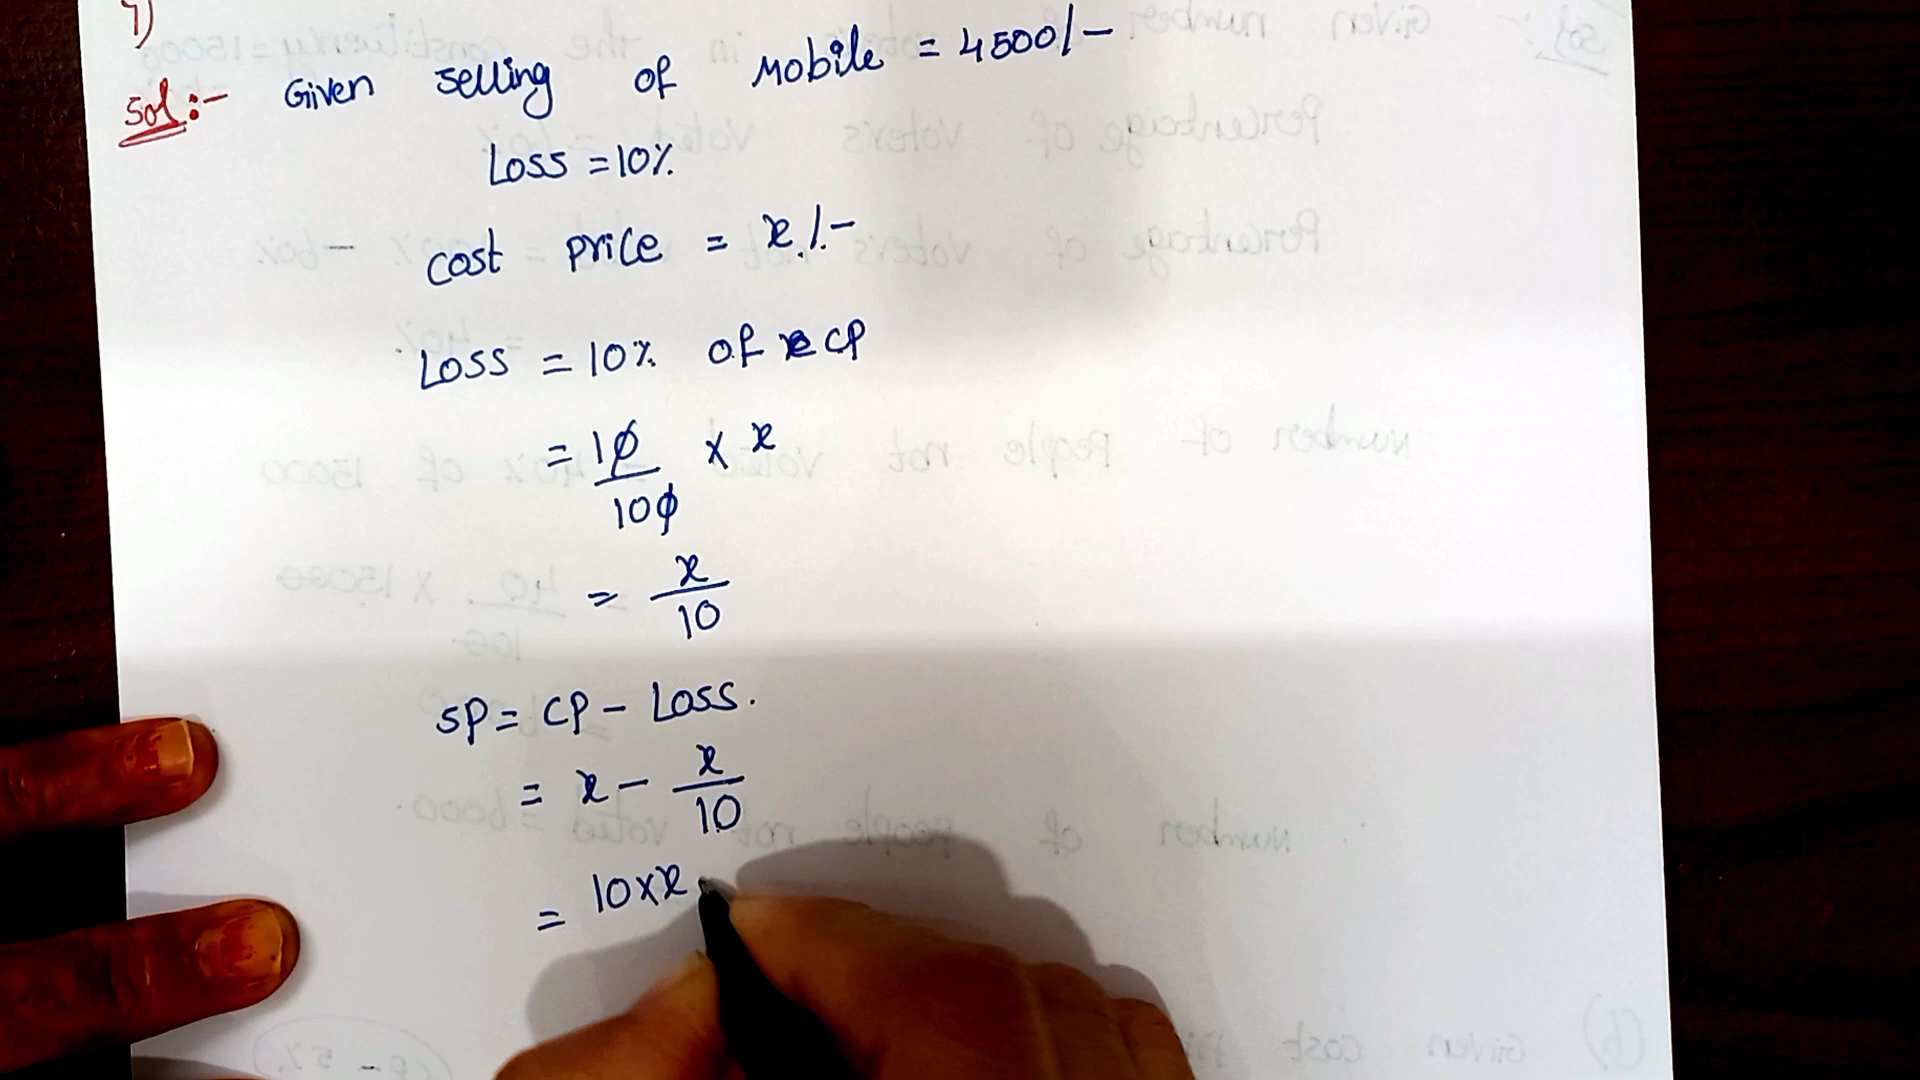 7)
Sol:- Given selling of Mobile = 4500/-
Loss = 10%
cost price = x/-
Loss = 10% of CP
= 10/100 × x
= x/10
SP = CP - Loss.
= x - x/10
= 10×x